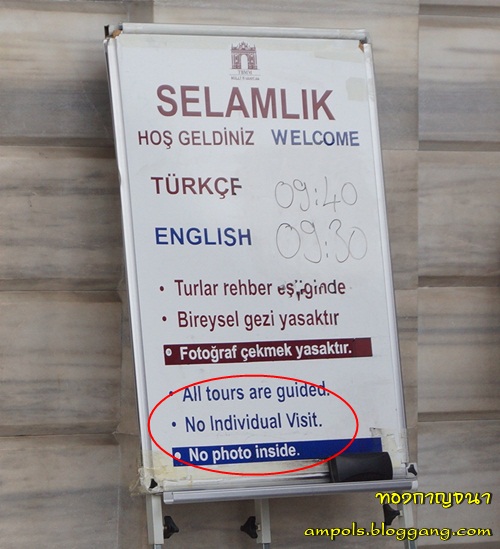 SELAMLIK
HOŞ GELDİNİZ WELCOME
TÜRKÇE 09:40
ENGLISH 09:30
• Turlar rehber eşliğinde
• Bireysel gezi yasaktır
• Fotoğraf çekmek yasaktır.
• All tours are guided.
• No Individual Visit.
• No photo inside.
ทองกาญจนา
ampols.bloggang.com